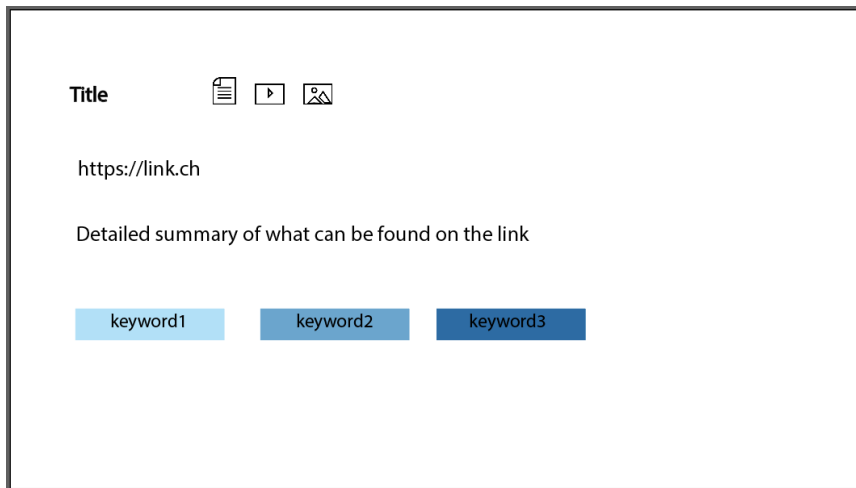 Title
https://link.ch
Detailed summary of what can be found on the link
keyword1 keyword2 keyword3